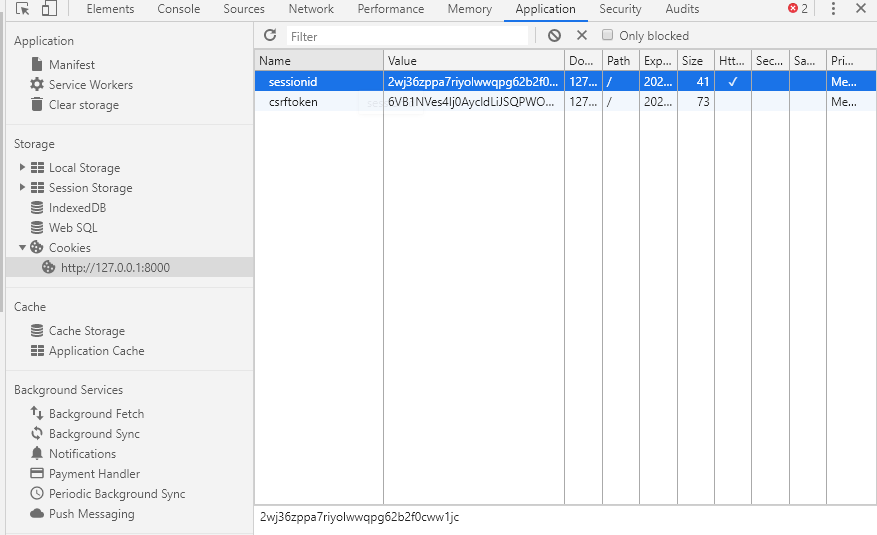 Elements Console Sources Network Performance Memory Application Security Audits 2
Filter Only blocked
Application
Manifest
Service Workers
Clear storage
Storage
Local Storage
Session Storage
IndexedDB
Web SQL
Cookies
http://127.0.0.1:8000
Cache
Cache Storage
Application Cache
Background Services
Background Fetch
Background Sync
Notifications
Payment Handler
Periodic Background Sync
Push Messaging
Name Value Do... Path Exp... Size Htt... Sec... Sa... Pri...
sessionid 2wj36zppa7riyolwwqpg62b2f0... 127... / 202... 41 ✓ Me...
csrftoken 6VB1NVes4Ij0AycldLiJSQPWO... 127... / 202... 73 Me...
2wj36zppa7riyolwwqpg62b2f0cww1jc